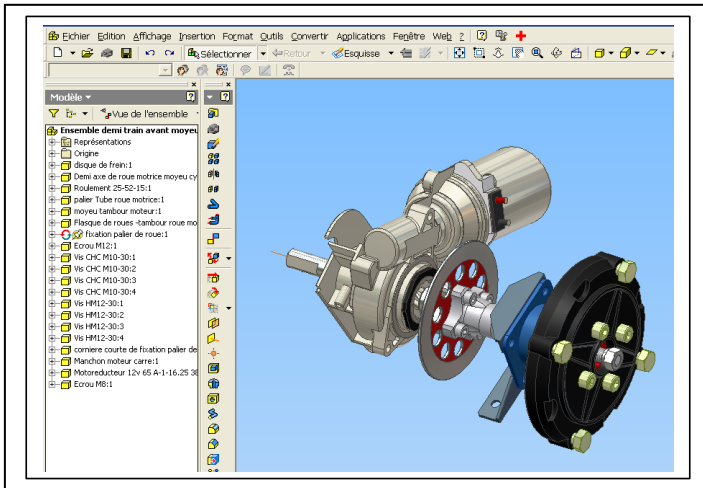 Fichier Edition Affichage Insertion Format Outils Convertir Applications Fenêtre Web ?
Sélectionner Retour Esquisse
Modèle
Vue de l'ensemble
Ensemble demi train avant moyeu
Représentations
Origine
disque de frein:1
Demi axe de roue motrice moyeu cy
Roulement 25-52-15:1
palier Tube roue motrice:1
moyeu tambour moteur:1
Flasque de roues -tambour roue mo
fixation palier de roue:1
Ecrou M12:1
Vis CHC M10-30:1
Vis CHC M10-30:2
Vis CHC M10-30:3
Vis CHC M10-30:4
Vis HM12-30:1
Vis HM12-30:2
Vis HM12-30:3
Vis HM12-30:4
corniere courte de fixation palier de
Manchon moteur carre:1
Motoreducteur 12v 65 A-1-16.25 38
Ecrou M8:1